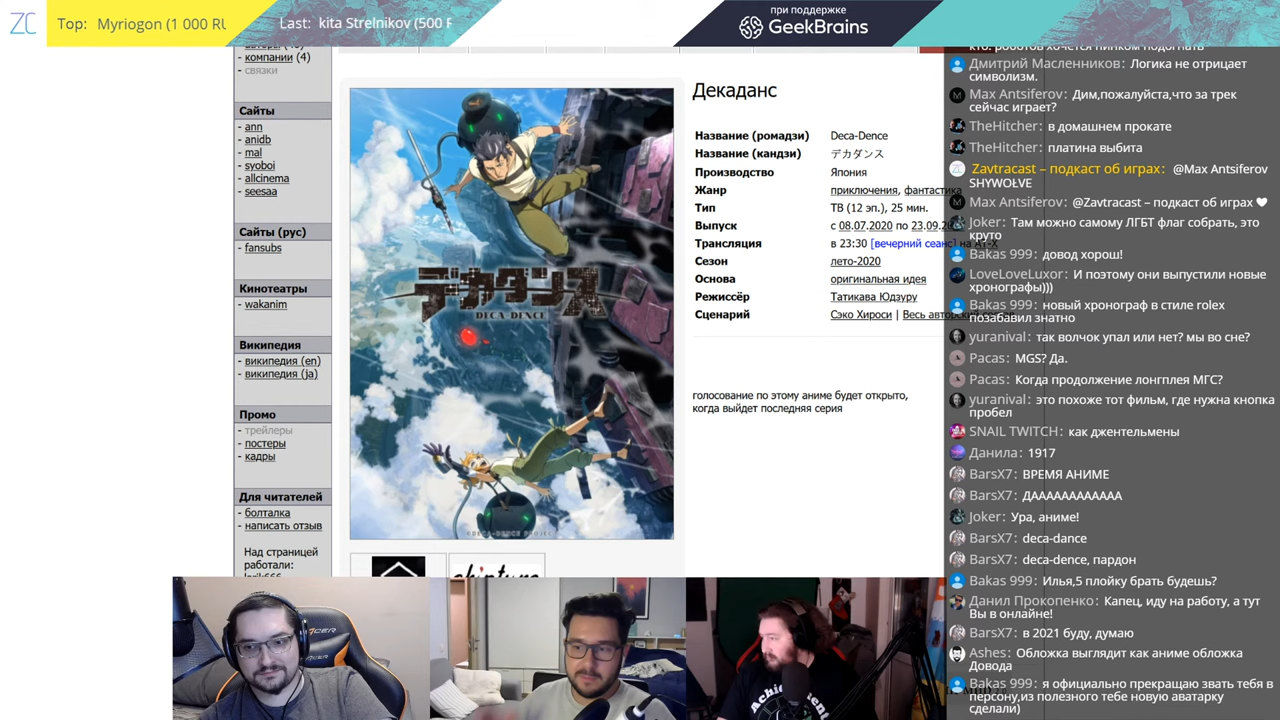 ZC
Top: Myriogon (1 000 RU
Last: kita Strelnikov (500 F
при поддержке
GeekBrains
- компании (4)
- связки
Сайты
- ann
- anidb
- mal
- syoboi
- allcinema
- seesaa
Сайты (рус)
- fansubs
Кинотеатры
- wakanim
Википедия
- википедия (en)
- википедия (ja)
Промо
- трейлеры
- постеры
- кадры
Для читателей
- болталка
- написать отзыв
Над страницей
работали:
デカダンス
DECA-DENCE
©DECA-DENCE PROJECT
Декаданс
Название (ромадзи) Deca-Dence
Название (кандзи) デカダンス
Производство Япония
Жанр приключения, фантастика
Тип ТВ (12 эп.), 25 мин.
Выпуск с 08.07.2020 по 23.09.20
Трансляция в 23:30 [вечерний сеанс] на AT-X
Сезон лето-2020
Основа оригинальная идея
Режиссёр Татикава Юдзуру
Сценарий Сэко Хироси | Весь
голосование по этому аниме будет открыто,
когда выйдет последняя серия
ACER
ACER
кто. роботов хочется пинком подогнать
Дмитрий Масленников: Логика не отрицает
символизм.
Max Antsiferov: Дим,пожалуйста,что за трек
сейчас играет?
TheHitcher: в домашнем прокате
TheHitcher: платина выбита
Zavtracast – подкаст об играх: @Max Antsiferov
SHYWOŁVE
Max Antsiferov: @Zavtracast – подкаст об играх ❤
Joker: Там можно самому ЛГБТ флаг собрать, это
круто
Bakas 999: довод хорош!
LoveLoveLuxor: И поэтому они выпустили новые
хронографы)))
Bakas 999: новый хронограф в стиле rolex
позабавил знатно
yuranival: так волчок упал или нет? мы во сне?
Pacas: MGS? Да.
Pacas: Когда продолжение лонгплея МГС?
yuranival: это похоже тот фильм, где нужна кнопка
пробел
SNAIL TWITCH: как джентельмены
Данила: 1917
BarsX7: ВРЕМЯ АНИМЕ
BarsX7: ДАААААААААААА
Joker: Ура, аниме!
BarsX7: deca-dance
BarsX7: deca-dence, пардон
Bakas 999: Илья,5 плойку брать будешь?
Данил Прокопенко: Капец, иду на работу, а тут
Вы в онлайне!
BarsX7: в 2021 буду, думаю
Ashes: Обложка выглядит как аниме обложка
Довода
Bakas 999: я официально прекращаю звать тебя в
персону,из полезного тебе новую аватарку
сделали)